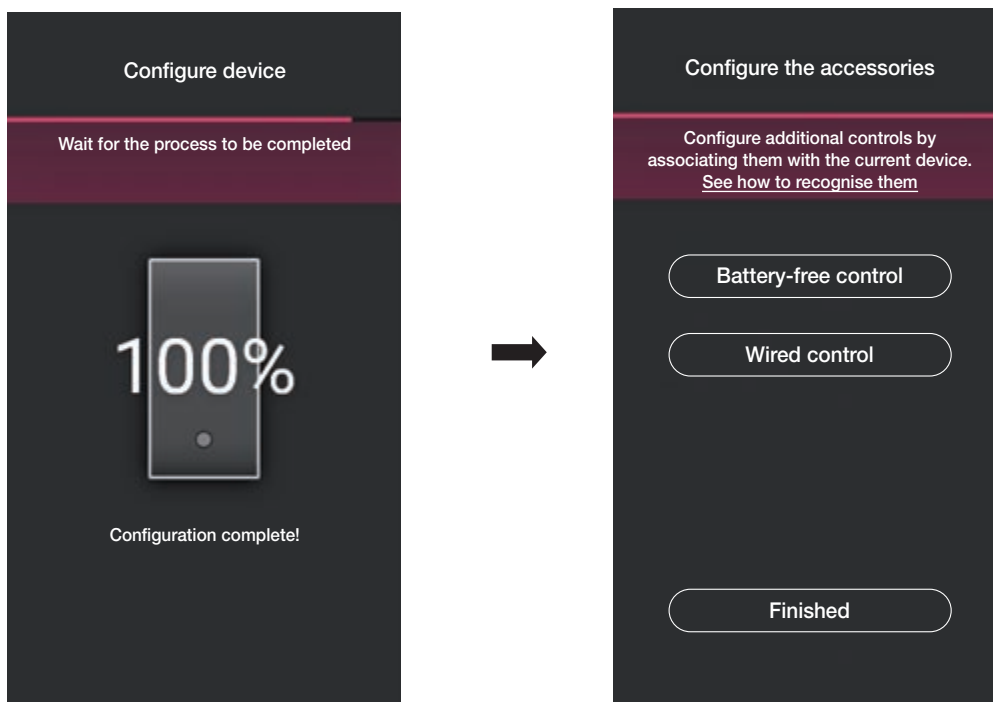 Configure device
Wait for the process to be completed
100%
Configuration complete!
Configure the accessories
Configure additional controls by
associating them with the current device.
See how to recognise them
Battery-free control
Wired control
Finished